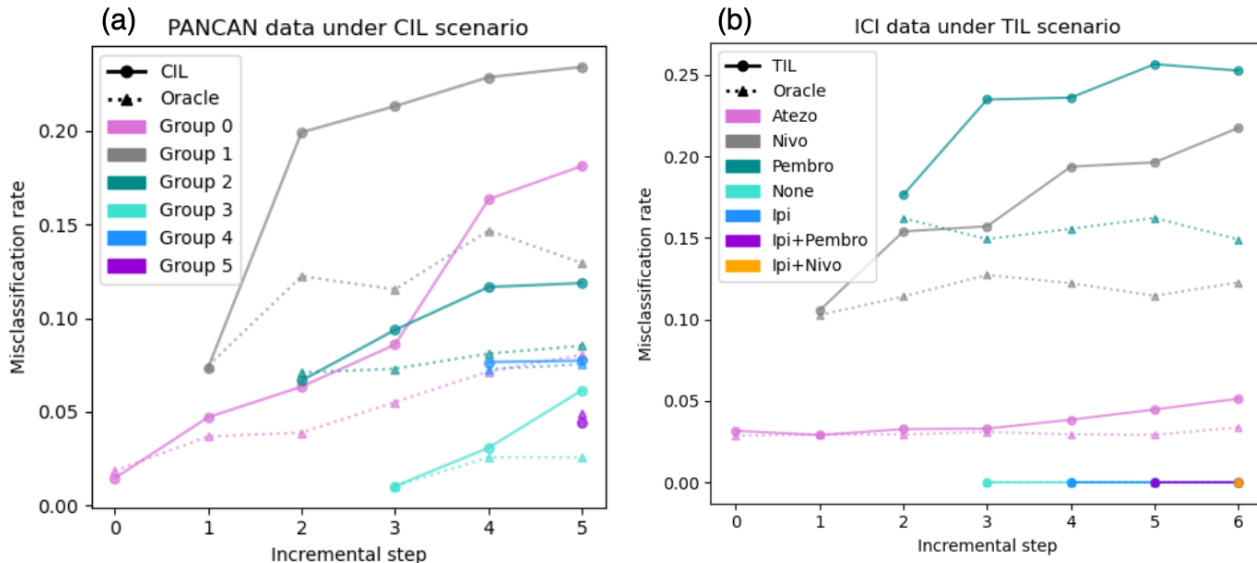 (a)
PANCAN data under CIL scenario
CIL
Oracle
Group 0
Group 1
Group 2
Group 3
Group 4
Group 5
Misclassification rate
0.20
0.15
0.10
0.05
0.00
0 1 2 3 4 5
Incremental step
(b)
ICI data under TIL scenario
TIL
Oracle
Atezo
Nivo
Pembro
None
Ipi
Ipi+Pembro
Ipi+Nivo
Misclassification rate
0.25
0.20
0.15
0.10
0.05
0.00
0 1 2 3 4 5 6
Incremental step